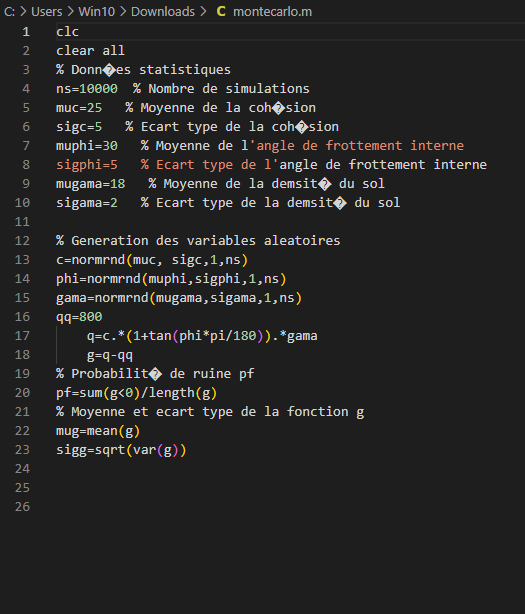 C: > Users > Win10 > Downloads > C montecarlo.m
1 clc
2 clear all
3 % Donn�es statistiques
4 ns=10000  % Nombre de simulations
5 muc=25   % Moyenne de la coh�sion
6 sigc=5   % Ecart type de la coh�sion
7 muphi=30   % Moyenne de l'angle de frottement interne
8 sigphi=5   % Ecart type de l'angle de frottement interne
9 mugama=18   % Moyenne de la demsit� du sol
10 sigama=2   % Ecart type de la demsit� du sol
11
12 % Generation des variables aleatoires
13 c=normrnd(muc, sigc,1,ns)
14 phi=normrnd(muphi,sigphi,1,ns)
15 gama=normrnd(mugama,sigama,1,ns)
16 qq=800
17     q=c.*(1+tan(phi*pi/180)).*gama
18     g=q-qq
19 % Probabilit� de ruine pf
20 pf=sum(g<0)/length(g)
21 % Moyenne et ecart type de la fonction g
22 mug=mean(g)
23 sigg=sqrt(var(g))
24
25
26